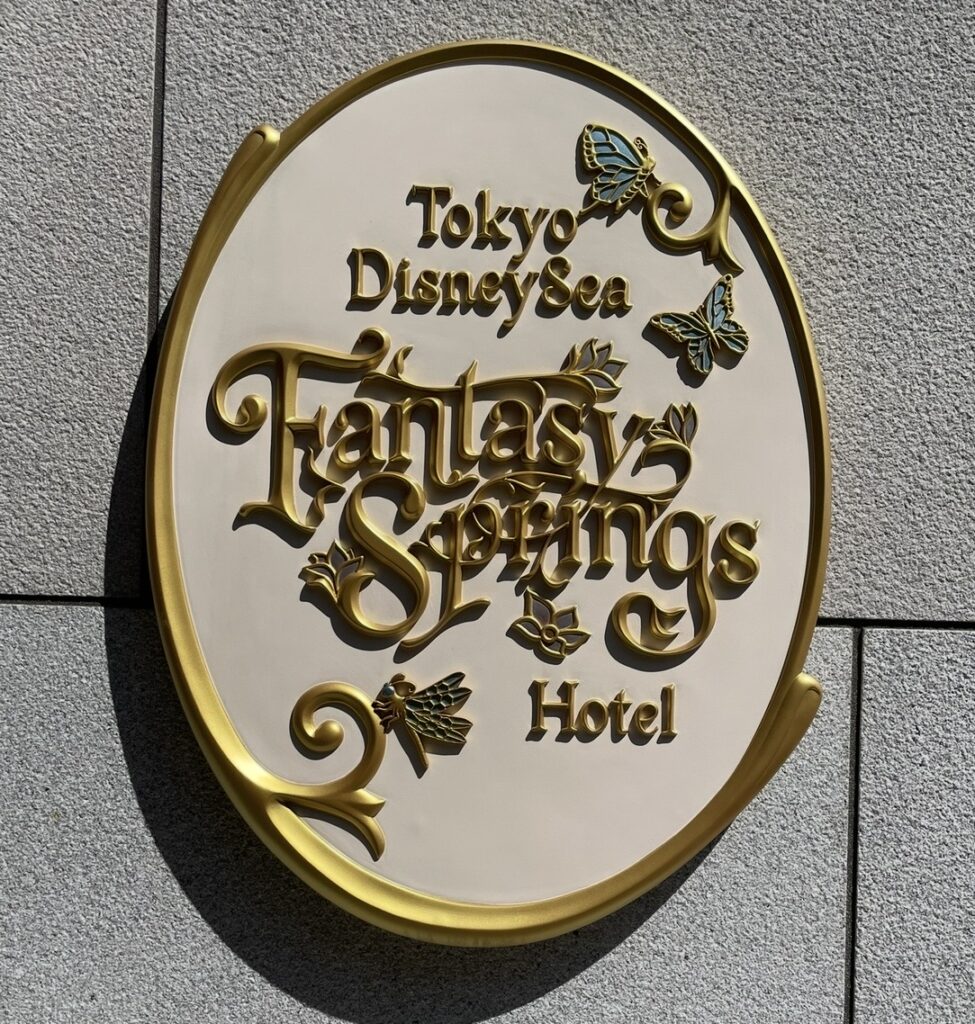 Tokyo
DisneySea
Fantasy
Springs
Hotel